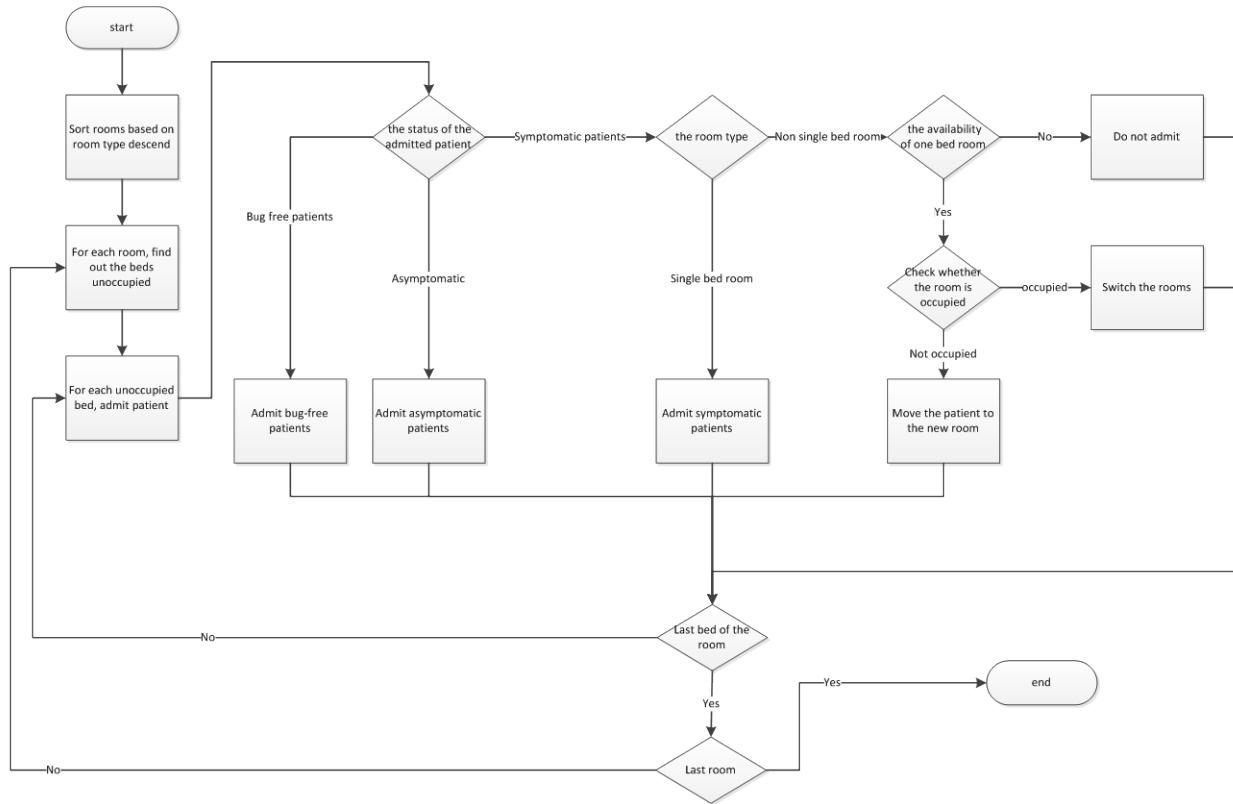 start
Sort rooms based on
room type descend
For each room, find
out the beds
unoccupied
For each unoccupied
bed, admit patient
the status of the
admitted patient
Symptomatic patients
the room type
Non single bed room
the availability
of one bed room
No
Do not admit
Bug free patients
Asymptomatic
Single bed room
Yes
Check whether
the room is
occupied
occupied
Switch the rooms
Not occupied
Admit bug-free
patients
Admit asymptomatic
patients
Admit symptomatic
patients
Move the patient to
the new room
Last bed of the
room
No
Yes
Last room
No
Yes
end